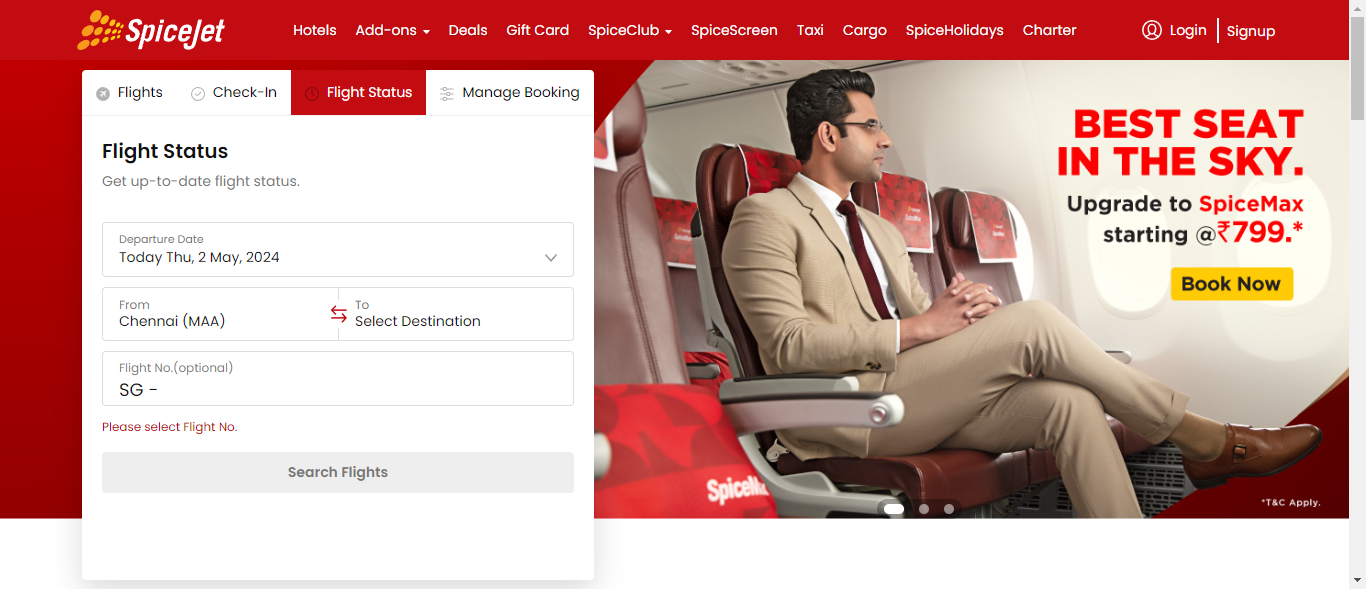 SpiceJet
Hotels Add-ons Deals Gift Card SpiceClub SpiceScreen Taxi Cargo SpiceHolidays Charter Login Signup
Flights Check-In Flight Status Manage Booking
Flight Status
Get up-to-date flight status.
Departure Date
Today Thu, 2 May, 2024
From To
Chennai (MAA) Select Destination
Flight No.(optional)
SG -
Please select Flight No.
Search Flights
BEST SEAT
IN THE SKY.
Upgrade to SpiceMax
starting @₹799.*
Book Now
SpiceMax
*T&C Apply.